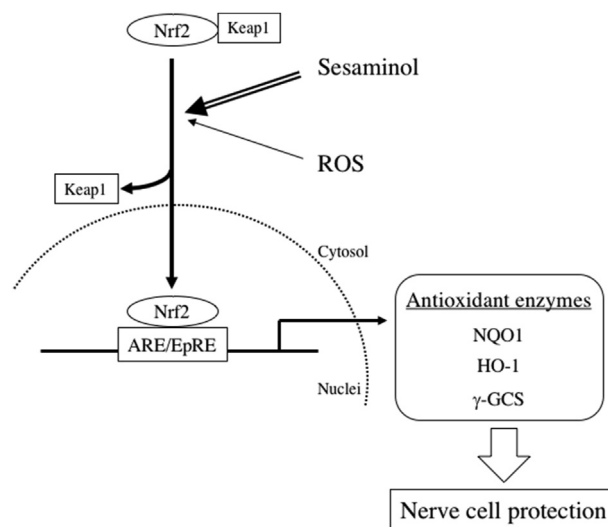 Nrf2
Keap1
Sesaminol
ROS
Keap1
Cytosol
Nrf2
ARE/EpRE
Nuclei
Antioxidant enzymes
NQO1
HO-1
γ-GCS
Nerve cell protection